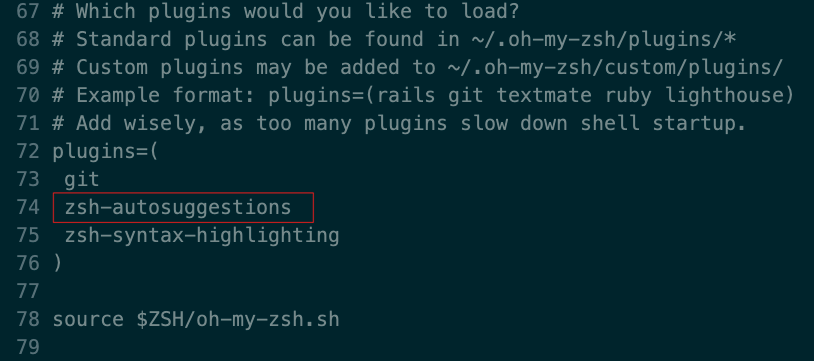 67 # Which plugins would you like to load?
68 # Standard plugins can be found in ~/.oh-my-zsh/plugins/*
69 # Custom plugins may be added to ~/.oh-my-zsh/custom/plugins/
70 # Example format: plugins=(rails git textmate ruby lighthouse)
71 # Add wisely, as too many plugins slow down shell startup.
72 plugins=(
73  git
74  zsh-autosuggestions
75  zsh-syntax-highlighting
76 )
77
78 source $ZSH/oh-my-zsh.sh
79